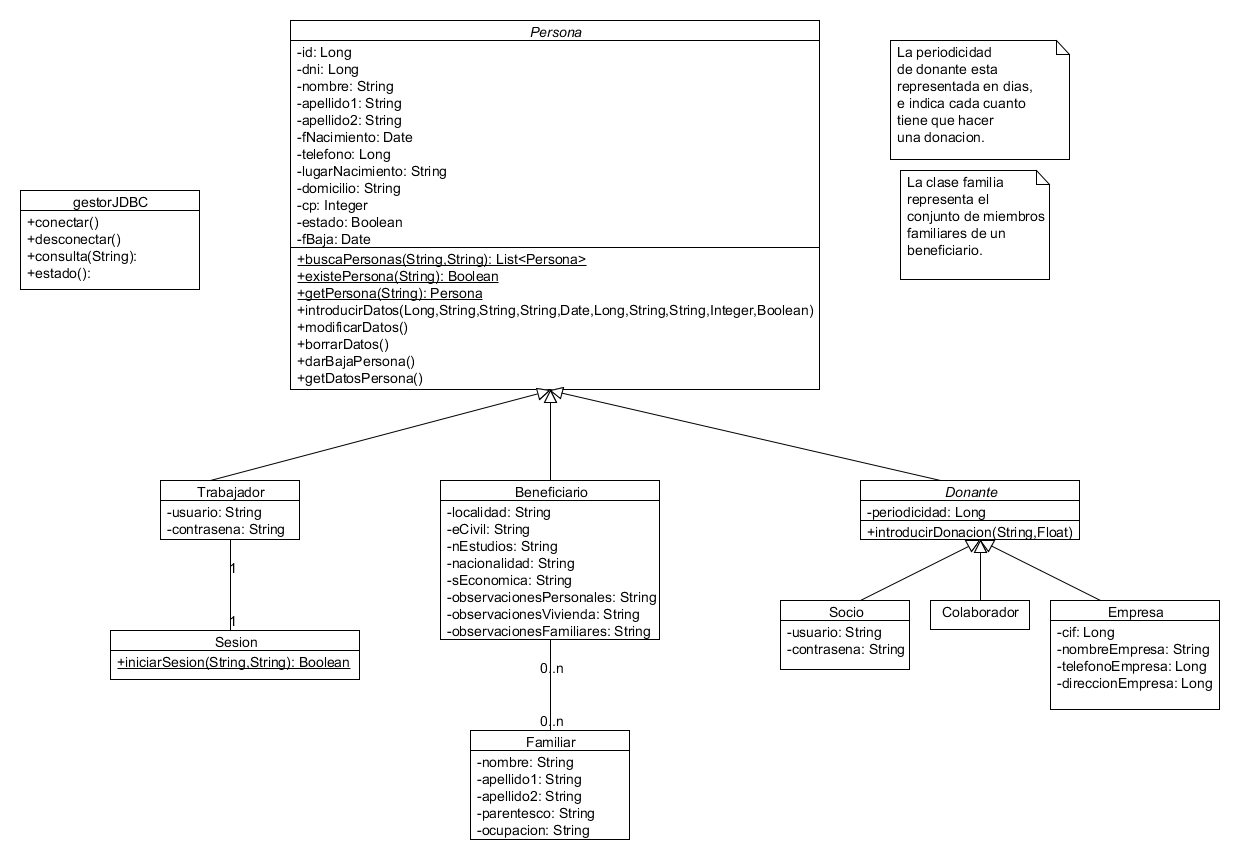 Persona
-id: Long
-dni: Long
-nombre: String
-apellido1: String
-apellido2: String
-fNacimiento: Date
-telefono: Long
-lugarNacimiento: String
-domicilio: String
-cp: Integer
-estado: Boolean
-fBaja: Date
+buscaPersonas(String,String): List<Persona>
+existePersona(String): Boolean
+getPersona(String): Persona
+introducirDatos(Long,String,String,String,Date,Long,String,String,Integer,Boolean)
+modificarDatos()
+borrarDatos()
+darBajaPersona()
+getDatosPersona()
La periodicidad
de donante esta
representada en dias,
e indica cada cuanto
tiene que hacer
una donacion.
La clase familia
representa el
conjunto de miembros
familiares de un
beneficiario.
gestorJDBC
+conectar()
+desconectar()
+consulta(String):
+estado():
Trabajador
-usuario: String
-contrasena: String
1
1
Sesion
+iniciarSesion(String,String): Boolean
Beneficiario
-localidad: String
-eCivil: String
-nEstudios: String
-nacionalidad: String
-sEconomica: String
-observacionesPersonales: String
-observacionesVivienda: String
-observacionesFamiliares: String
0..n
0..n
Familiar
-nombre: String
-apellido1: String
-apellido2: String
-parentesco: String
-ocupacion: String
Donante
-periodicidad: Long
+introducirDonacion(String,Float)
Socio
-usuario: String
-contrasena: String
Colaborador
Empresa
-cif: Long
-nombreEmpresa: String
-telefonoEmpresa: Long
-direccionEmpresa: Long